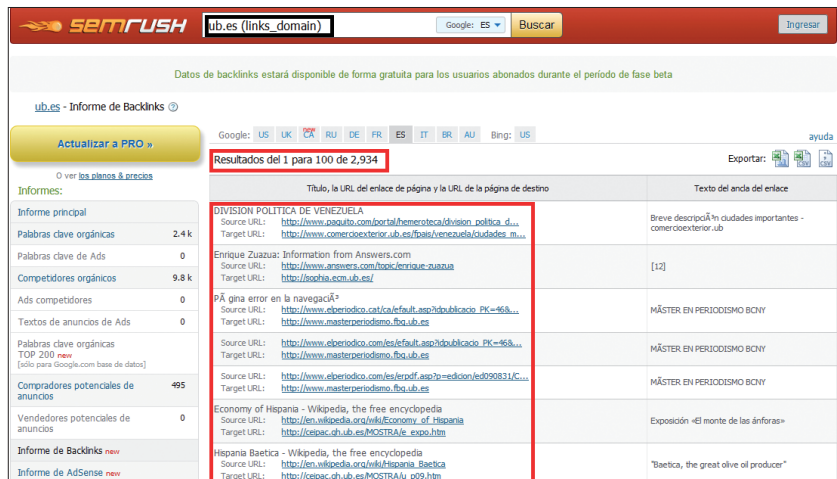 semrush
ub.es (links_domain)
Google: ES
Buscar
Ingresar
Datos de backlinks estará disponible de forma gratuita para los usuarios abonados durante el período de fase beta
ub.es - Informe de Backlinks
Actualizar a PRO »
O ver los planos & precios
Informes:
Informe principal
Palabras clave orgánicas 2.4 k
Palabras clave de Ads 0
Competidores orgánicos 9.8 k
Ads competidores 0
Textos de anuncios de Ads 0
Palabras clave orgánicas
TOP 200 new
[sólo para Google.com base de datos]
Compradores potenciales de 495
anuncios
Vendedores potenciales de 0
anuncios
Informe de Backlinks new
Informe de AdSense new
new
Google: US UK CA RU DE FR ES IT BR AU Bing: US
ayuda
Resultados del 1 para 100 de 2,934
Exportar:
Título, la URL del enlace de página y la URL de la página de destino
Texto del ancla del enlace
DIVISION POLITICA DE VENEZUELA
Source URL: http://www.paquito.com/portal/hemeroteca/division_politica_d...
Target URL: http://www.comercioexterior.ub.es/fpais/venezuela/ciudades_m...
Breve descripciÃ³n ciudades importantes -
comercioexterior.ub
Enrique Zuazua: Information from Answers.com
Source URL: http://www.answers.com/topic/enrique-zuazua
Target URL: http://sophia.ecm.ub.es/
[12]
PÃ gina error en la navegaciÃ³
Source URL: http://www.elperiodico.cat/ca/efault.asp?idpublicacio_PK=46&...
Target URL: http://www.masterperiodismo.fbg.ub.es
MÃSTER EN PERIODISMO BCNY
Source URL: http://www.elperiodico.com/es/efault.asp?idpublicacio_PK=46&...
Target URL: http://www.masterperiodismo.fbg.ub.es
MÃSTER EN PERIODISMO BCNY
Source URL: http://www.elperiodico.com/es/erpdf.asp?p=edicion/ed090831/C...
Target URL: http://www.masterperiodismo.fbg.ub.es
MÃSTER EN PERIODISMO BCNY
Economy of Hispania - Wikipedia, the free encyclopedia
Source URL: http://en.wikipedia.org/wiki/Economy_of_Hispania
Target URL: http://ceipac.gh.ub.es/MOSTRA/e_expo.htm
Exposición «El monte de las ánforas»
Hispania Baetica - Wikipedia, the free encyclopedia
Source URL: http://en.wikipedia.org/wiki/Hispania_Baetica
Target URL: http://ceipac.gh.ub.es/MOSTRA/u_p09.htm
"Baetica, the great olive oil producer"